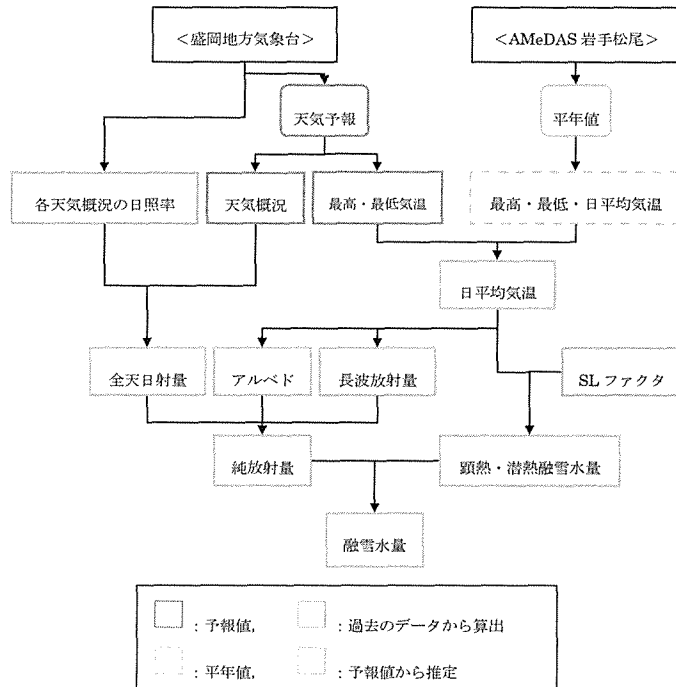 <盛岡地方気象台>
<AMeDAS 岩手松尾>
天気予報
平年値
各天気概況の日照率
天気概況
最高・最低気温
最高・最低・日平均気温
日平均気温
全天日射量
アルベド
長波放射量
SL ファクタ
純放射量
顕熱・潜熱融雪水量
融雪水量
: 予報値,
: 過去のデータから算出
: 平年値,
: 予報値から推定